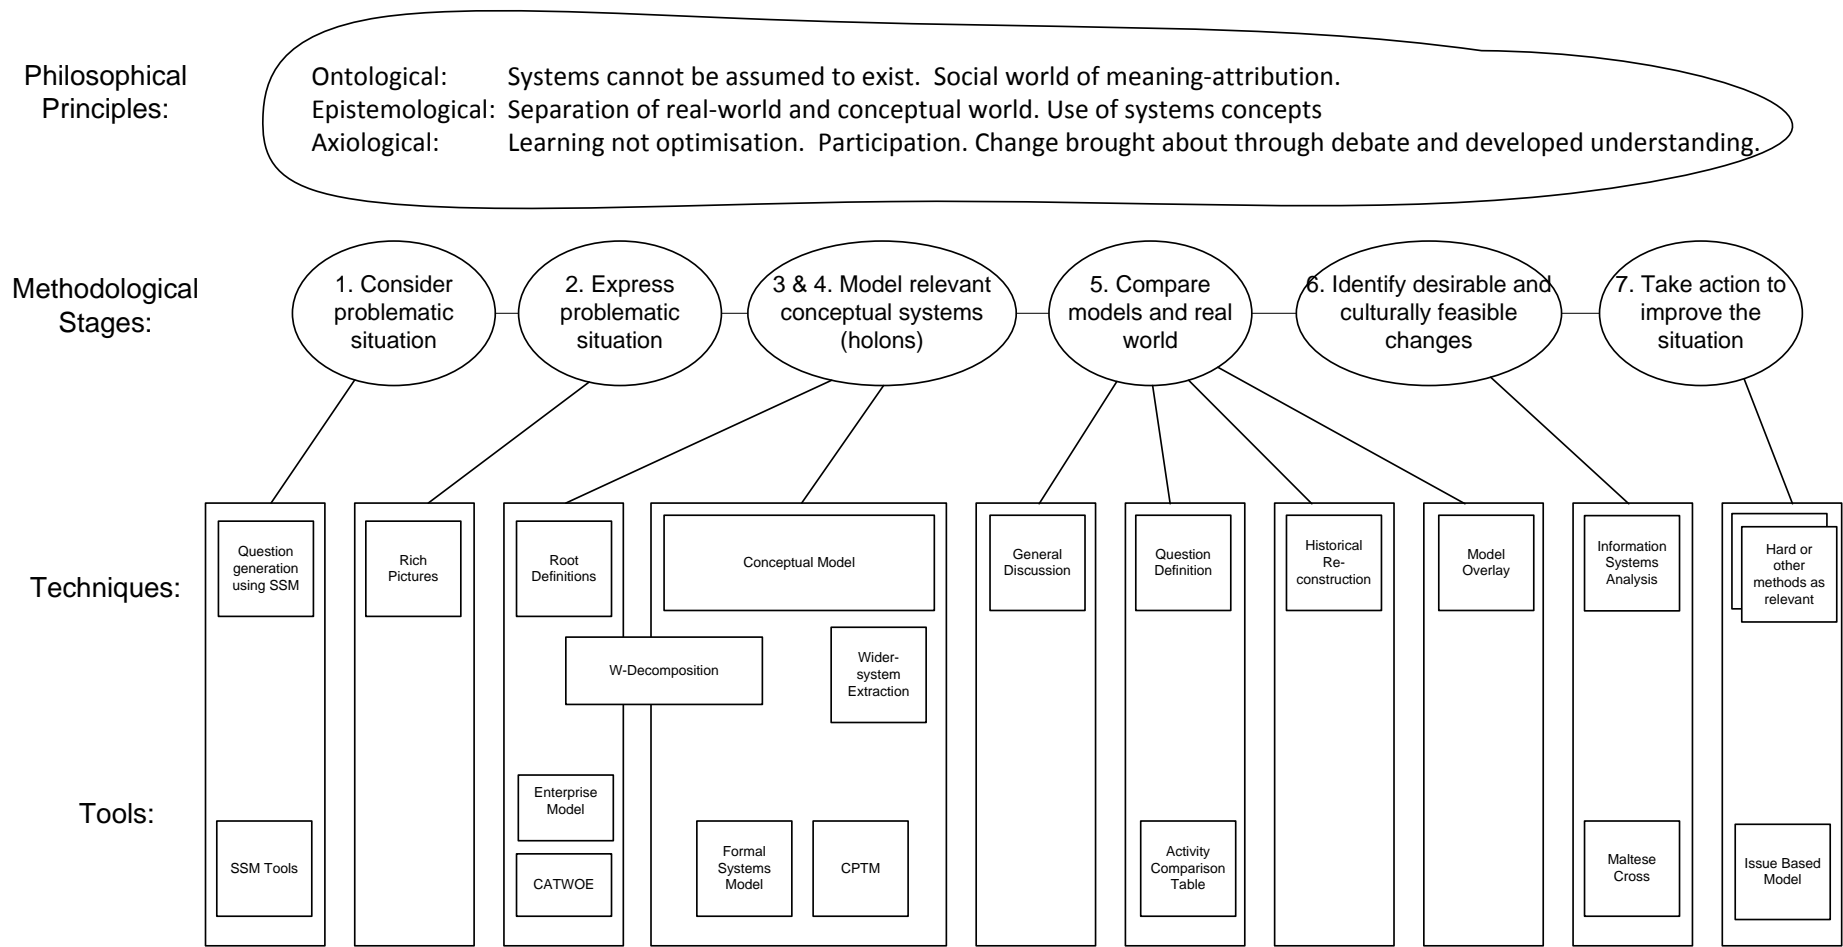 Philosophical
Principles:
Ontological: Systems cannot be assumed to exist. Social world of meaning-attribution.
Epistemological: Separation of real-world and conceptual world. Use of systems concepts
Axiological: Learning not optimisation. Participation. Change brought about through debate and developed understanding.
Methodological
Stages:
1. Consider
problematic
situation
2. Express
problematic
situation
3 & 4. Model relevant
conceptual systems
(holons)
5. Compare
models and real
world
6. Identify desirable and
culturally feasible
changes
7. Take action to
improve the
situation
Techniques:
Question
generation
using SSM
Rich
Pictures
Root
Definitions
Conceptual Model
General
Discussion
Question
Definition
Historical
Re-
construction
Model
Overlay
Information
Systems
Analysis
Hard or
other
methods as
relevant
W-Decomposition
Wider-
system
Extraction
Tools:
SSM Tools
Enterprise
Model
CATWOE
Formal
Systems
Model
CPTM
Activity
Comparison
Table
Maltese
Cross
Issue Based
Model